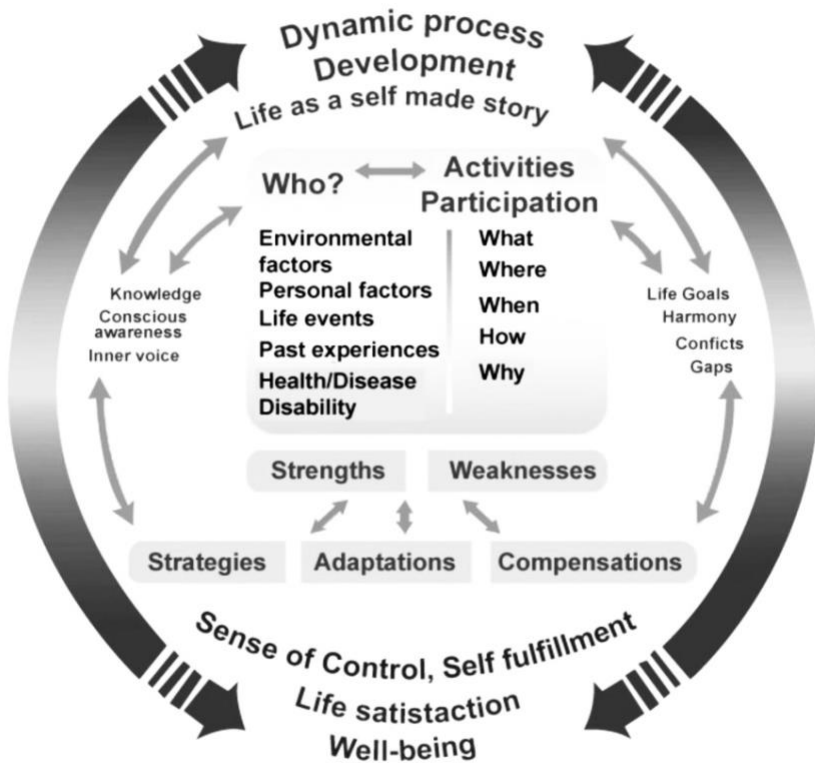 Dynamic process
Development
Life as a self made story
Who?
Activities
Participation
Environmental
factors
Personal factors
Life events
Past experiences
Health/Disease
Disability
What
Where
When
How
Why
Knowledge
Conscious
awareness
Inner voice
Life Goals
Harmony
Conficts
Gaps
Strengths
Weaknesses
Strategies
Adaptations
Compensations
Sense of Control, Self fulfillment
Life satistaction
Well-being